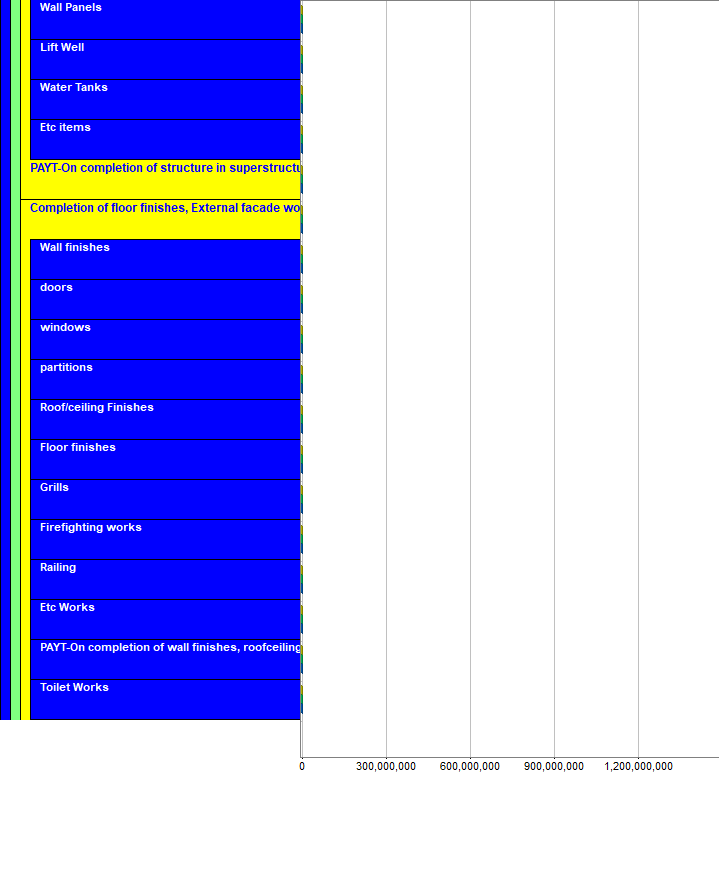 Wall Panels
Lift Well
Water Tanks
Etc items
PAYT-On completion of structure in superstructu
Completion of floor finishes, External facade wo
Wall finishes
doors
windows
partitions
Roof/ceiling Finishes
Floor finishes
Grills
Firefighting works
Railing
Etc Works
PAYT-On completion of wall finishes, roofceiling
Toilet Works
0 300,000,000 600,000,000 900,000,000 1,200,000,000